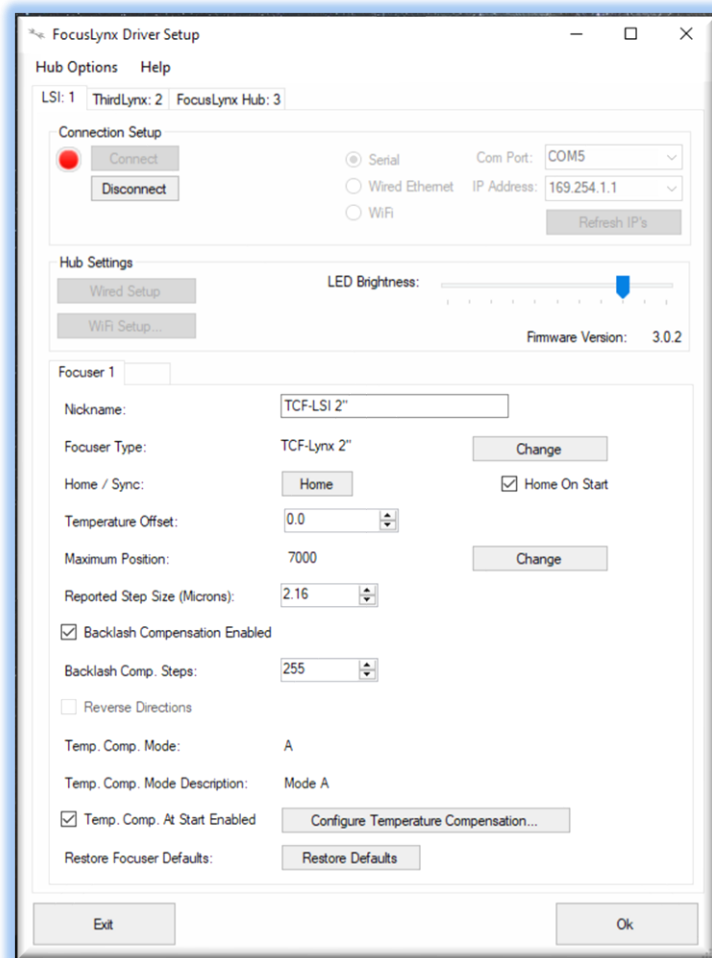 FocusLynx Driver Setup
Hub Options Help
LSI: 1 ThirdLynx: 2 FocusLynx Hub: 3
Connection Setup
Connect Serial Com Port: COM5
Disconnect Wired Ethernet IP Address: 169.254.1.1
WiFi Refresh IP's
Hub Settings
Wired Setup LED Brightness:
WiFi Setup...
Firmware Version: 3.0.2
Focuser 1
Nickname: TCF-LSI 2"
Focuser Type: TCF-Lynx 2" Change
Home / Sync: Home Home On Start
Temperature Offset: 0.0
Maximum Position: 7000 Change
Reported Step Size (Microns): 2.16
Backlash Compensation Enabled
Backlash Comp. Steps: 255
Reverse Directions
Temp. Comp. Mode: A
Temp. Comp. Mode Description: Mode A
Temp. Comp. At Start Enabled Configure Temperature Compensation...
Restore Focuser Defaults: Restore Defaults
Exit Ok